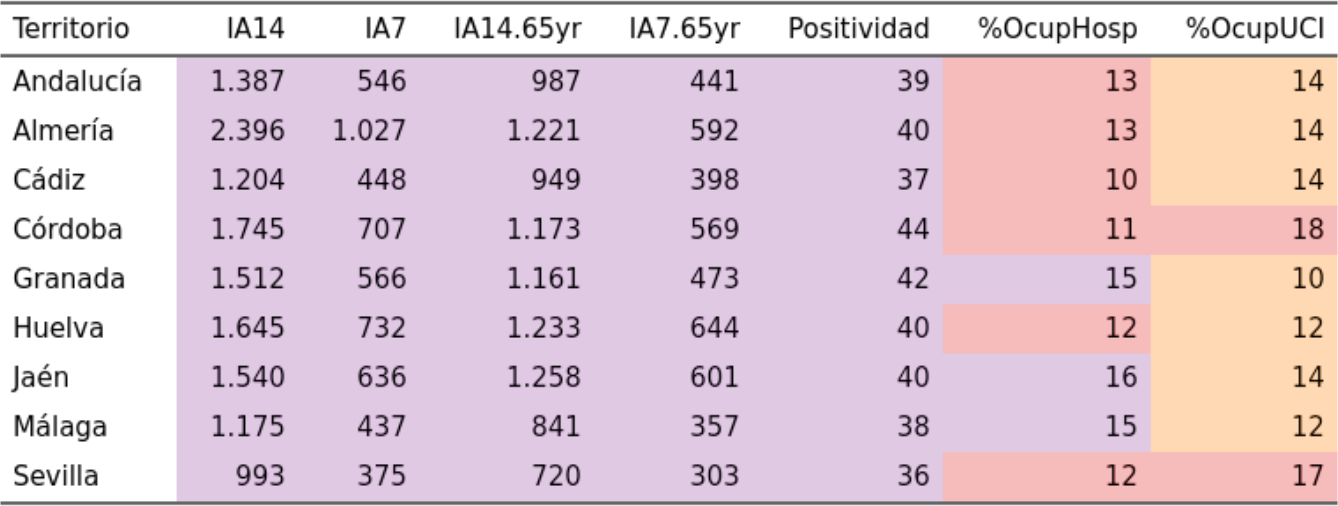 Territorio IA14 IA7 IA14.65yr IA7.65yr Positividad %OcupHosp %OcupUCI
Andalucía 1.387 546 987 441 39 13 14
Almería 2.396 1.027 1.221 592 40 13 14
Cádiz 1.204 448 949 398 37 10 14
Córdoba 1.745 707 1.173 569 44 11 18
Granada 1.512 566 1.161 473 42 15 10
Huelva 1.645 732 1.233 644 40 12 12
Jaén 1.540 636 1.258 601 40 16 14
Málaga 1.175 437 841 357 38 15 12
Sevilla 993 375 720 303 36 12 17